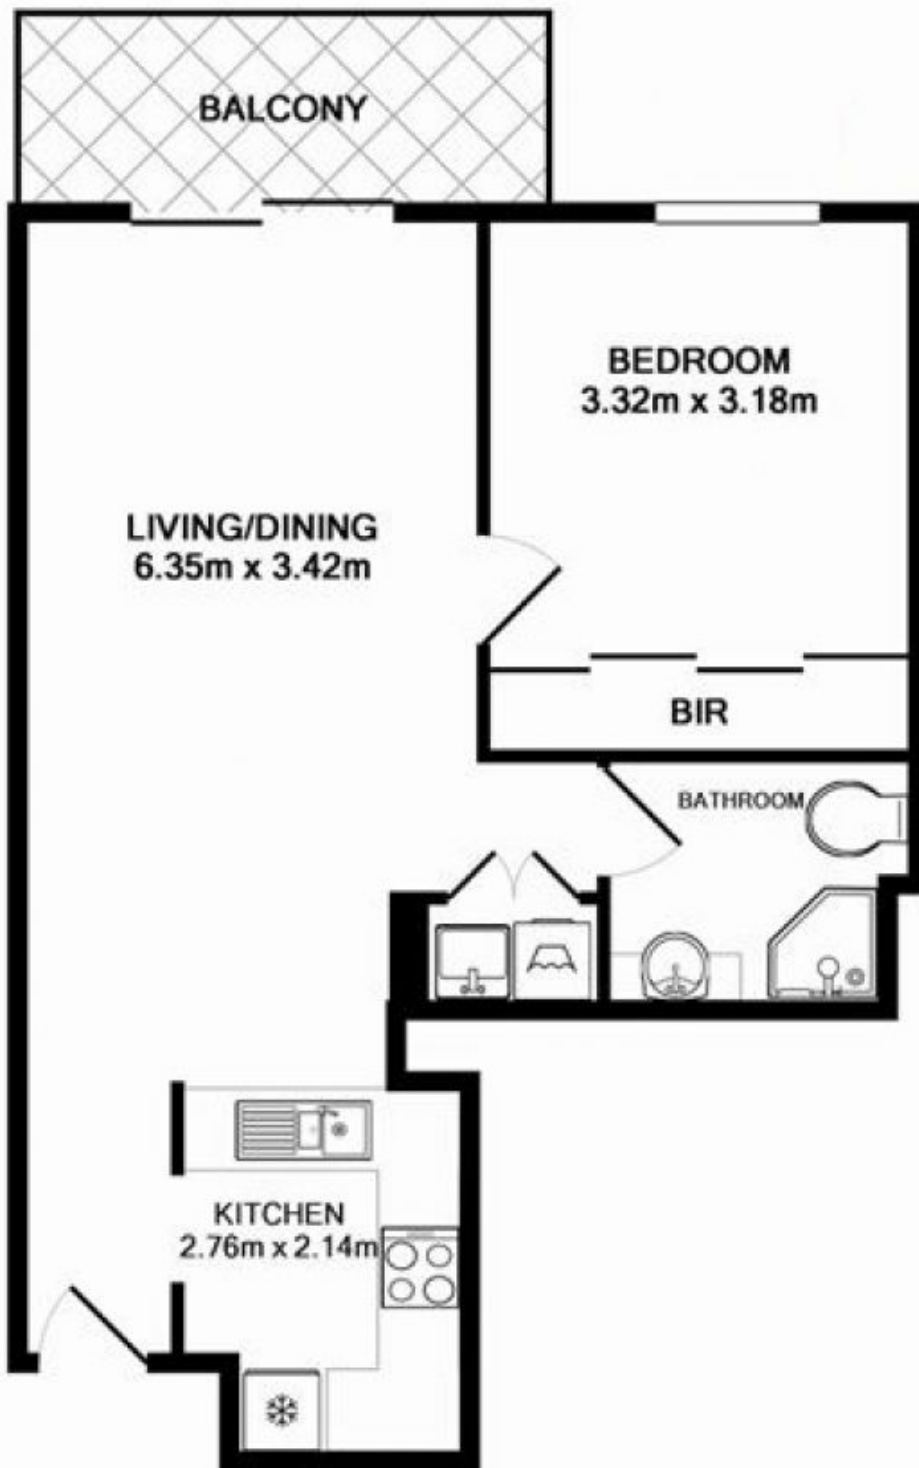 BALCONY
BEDROOM
3.32m x 3.18m
LIVING/DINING
6.35m x 3.42m
BIR
BATHROOM
KITCHEN
2.76m x 2.14m